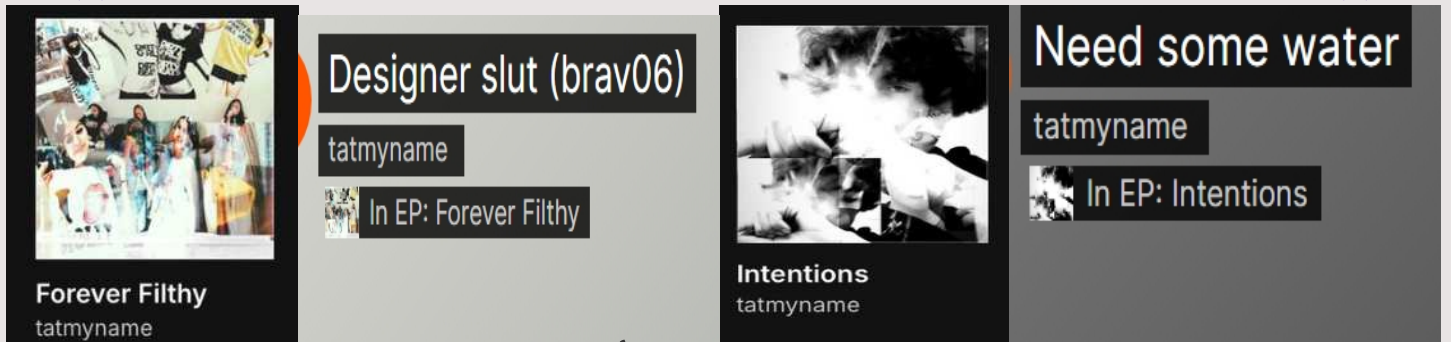 Forever Filthy
tatmyname
Designer slut (brav06)
tatmyname
In EP: Forever Filthy
Intentions
tatmyname
Need some water
tatmyname
In EP: Intentions